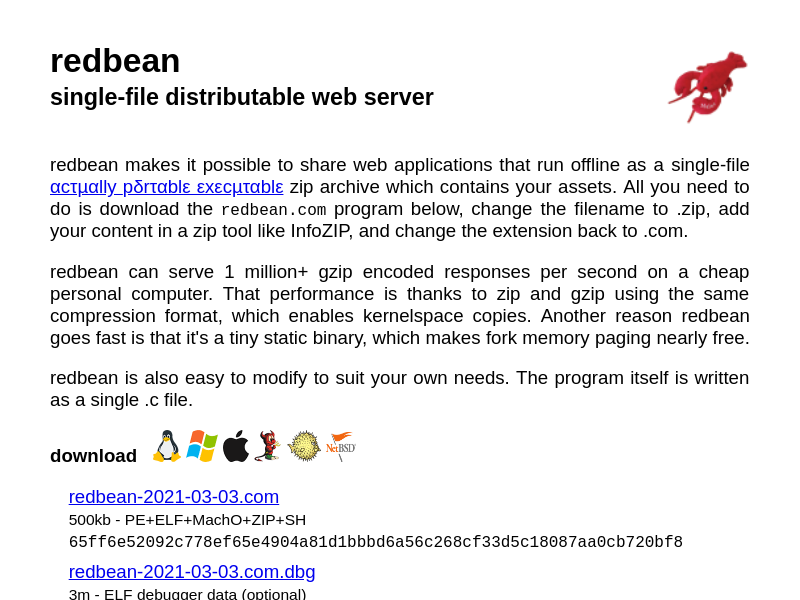 redbean
single-file distributable web server
redbean makes it possible to share web applications that run offline as a single-file
αcτµαlly pδrταblε εxεcµταblε zip archive which contains your assets. All you need to
do is download the redbean.com program below, change the filename to .zip, add
your content in a zip tool like InfoZIP, and change the extension back to .com.
redbean can serve 1 million+ gzip encoded responses per second on a cheap
personal computer. That performance is thanks to zip and gzip using the same
compression format, which enables kernelspace copies. Another reason redbean
goes fast is that it's a tiny static binary, which makes fork memory paging nearly free.
redbean is also easy to modify to suit your own needs. The program itself is written
as a single .c file.
download
NetBSD
redbean-2021-03-03.com
500kb - PE+ELF+MachO+ZIP+SH
65ff6e52092c778ef65e4904a81d1bbbd6a56c268cf33d5c18087aa0cb720bf8
redbean-2021-03-03.com.dbg
3m - ELF debugger data (optional)